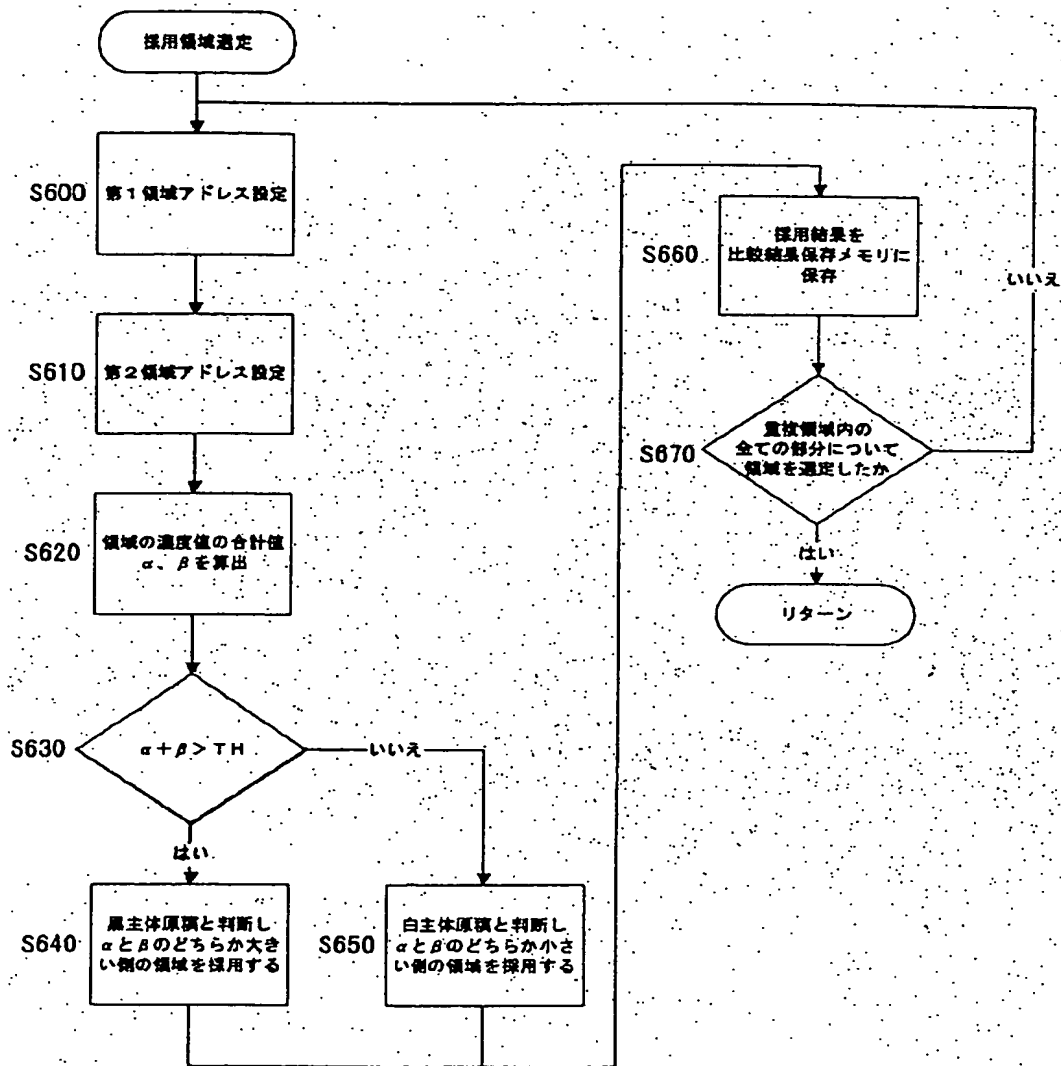 採用領域選定
S600
第1領域アドレス設定
S610
第2領域アドレス設定
S620
領域の濃度値の合計値
α、βを算出
S630
α+β>TH
いいえ
はい
S640
黒主体原稿と判断し
αとβのどちらか大き
い側の領域を採用する
S650
白主体原稿と判断し
αとβのどちらか小さ
い側の領域を採用する
S660
採用結果を
比較結果保存メモリに
保存
S670
重複領域内の
全ての部分について
領域を選定したか
いいえ
はい
リターン